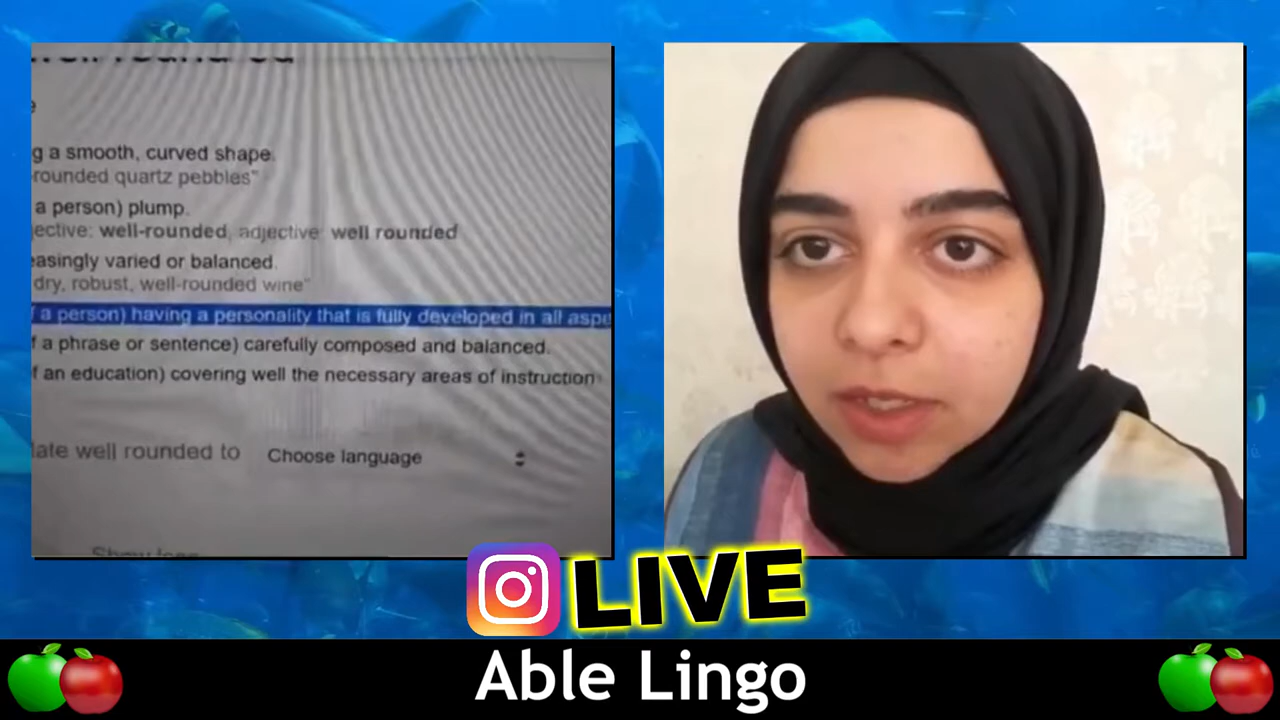 g a smooth, curved shape.
rounded quartz pebbles"
a person) plump.
ective: well-rounded, adjective: well rounded
easingly varied or balanced.
dry, robust, well-rounded wine"
f a person) having a personality that is fully developed in all aspe
f a phrase or sentence) carefully composed and balanced.
f an education) covering well the necessary areas of instruction
late well rounded to Choose language
LIVE
Able Lingo